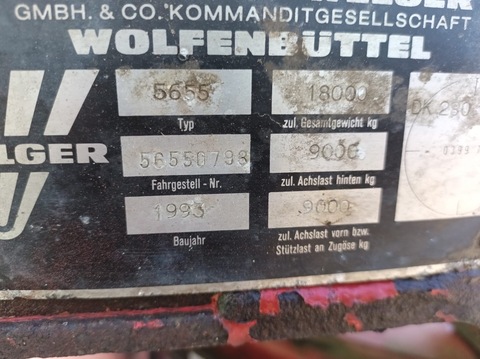 GMBH. & CO. KOMMANDITGESELLSCHAFT
WOLFENBÜTTEL
5655
18000
Typ
zul. Gesamtgewicht kg
LGER
56550798
9000
Fahrgestell - Nr.
zul. Achslast hinten kg
1993
9000
Baujahr
zul. Achslast vorn bzw.
Stützlast an Zugöse kg